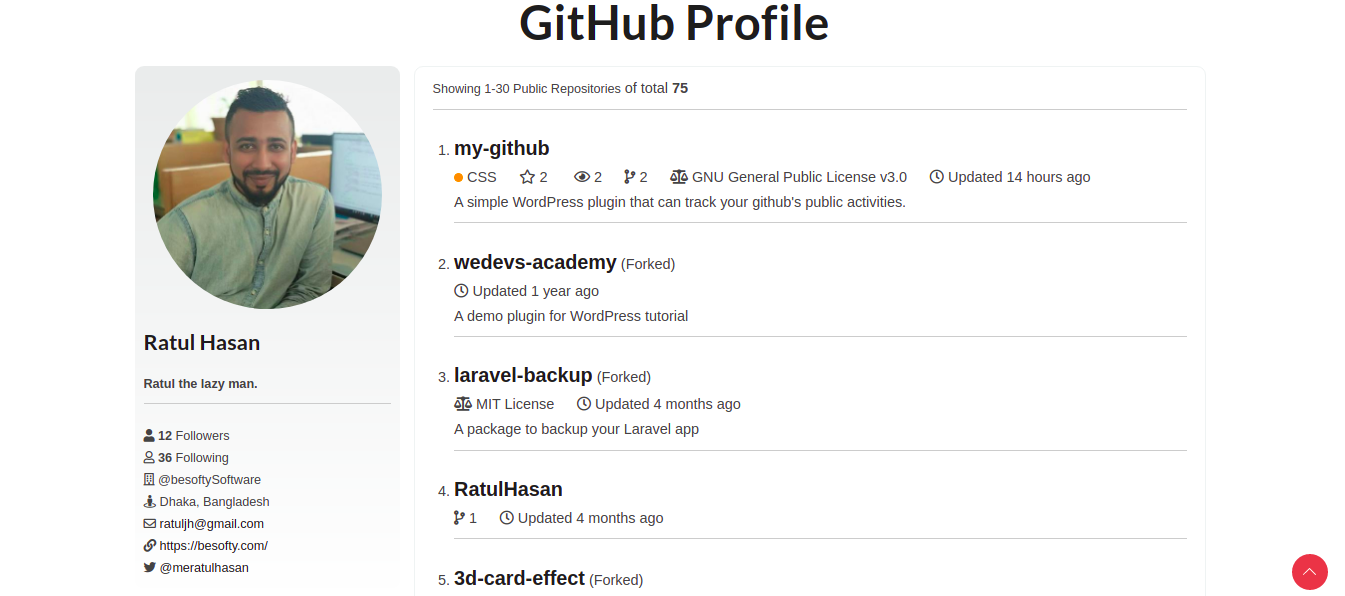 GitHub Profile
Ratul Hasan
Ratul the lazy man.
12 Followers
36 Following
@besoftySoftware
Dhaka, Bangladesh
ratuljh@gmail.com
https://besofty.com/
@meratulhasan
Showing 1-30 Public Repositories of total 75
1. my-github
CSS 2 2 2 GNU General Public License v3.0 Updated 14 hours ago
A simple WordPress plugin that can track your github's public activities.
2. wedevs-academy (Forked)
Updated 1 year ago
A demo plugin for WordPress tutorial
3. laravel-backup (Forked)
MIT License Updated 4 months ago
A package to backup your Laravel app
4. RatulHasan
1 Updated 4 months ago
5. 3d-card-effect (Forked)